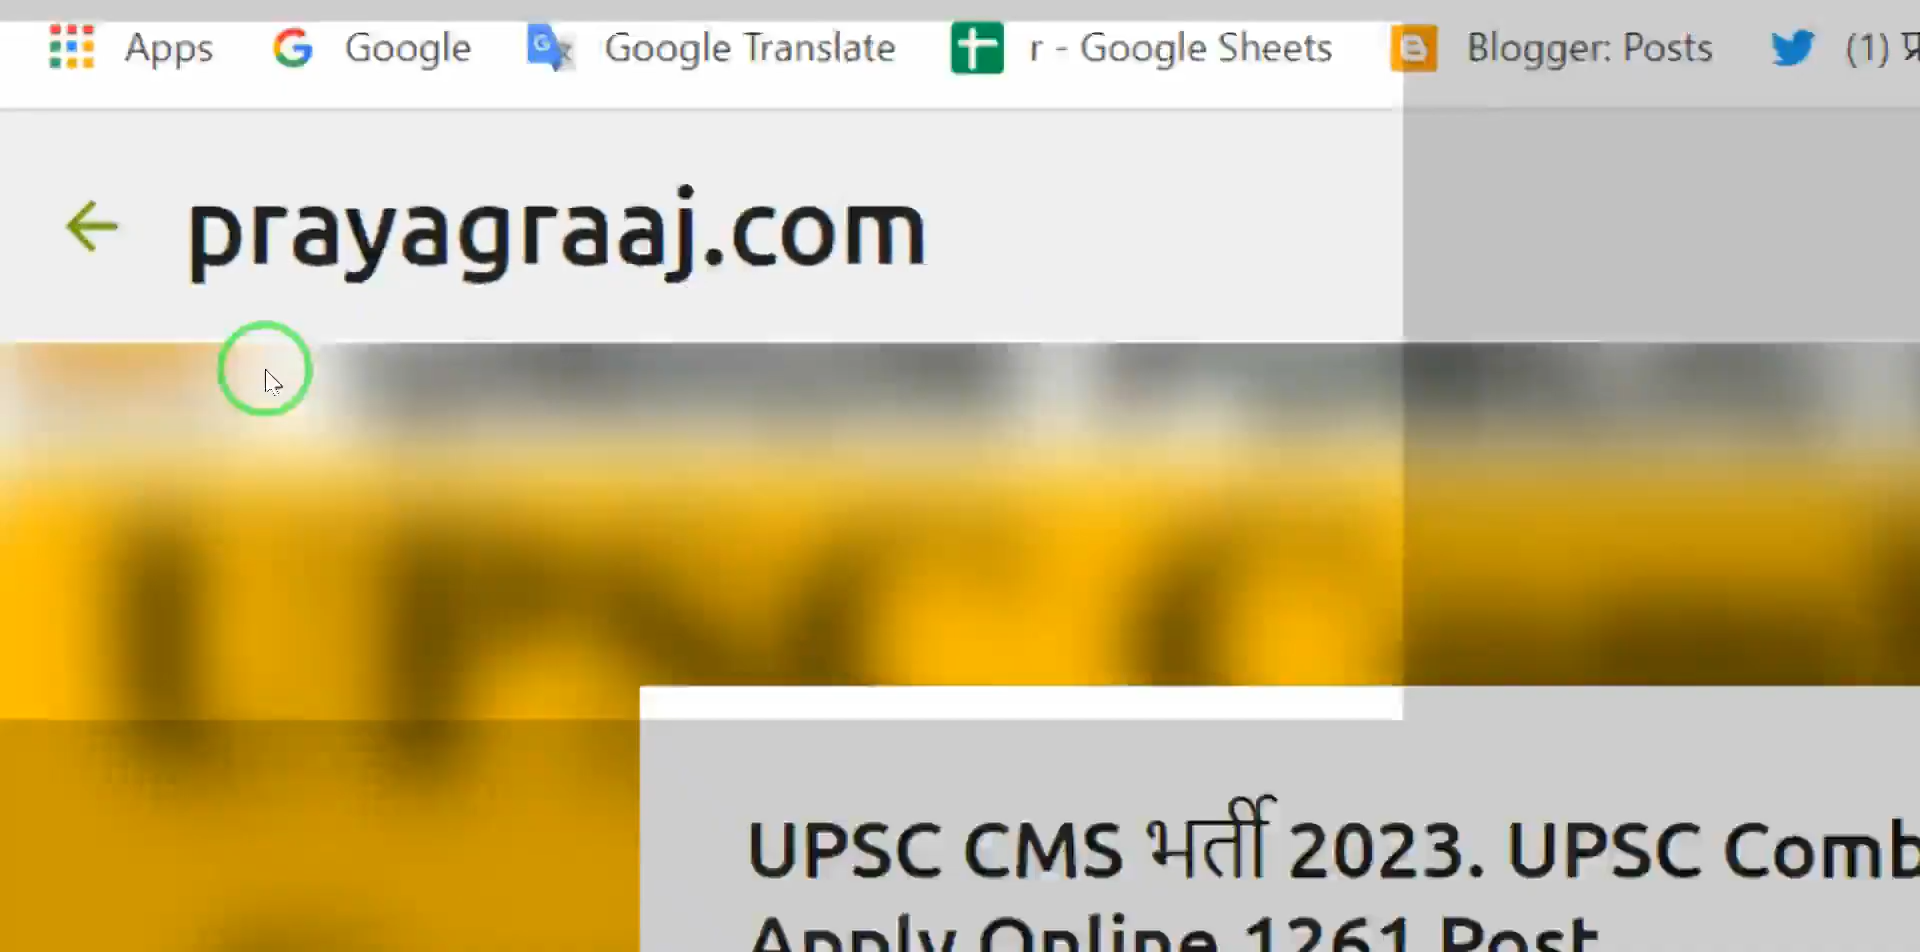 Apps Google Google Translate r - Google Sheets Blogger: Posts (1)
prayagraaj.com
UPSC CMS भर्ती 2023. UPSC Comb
Apply Online 1261 Post